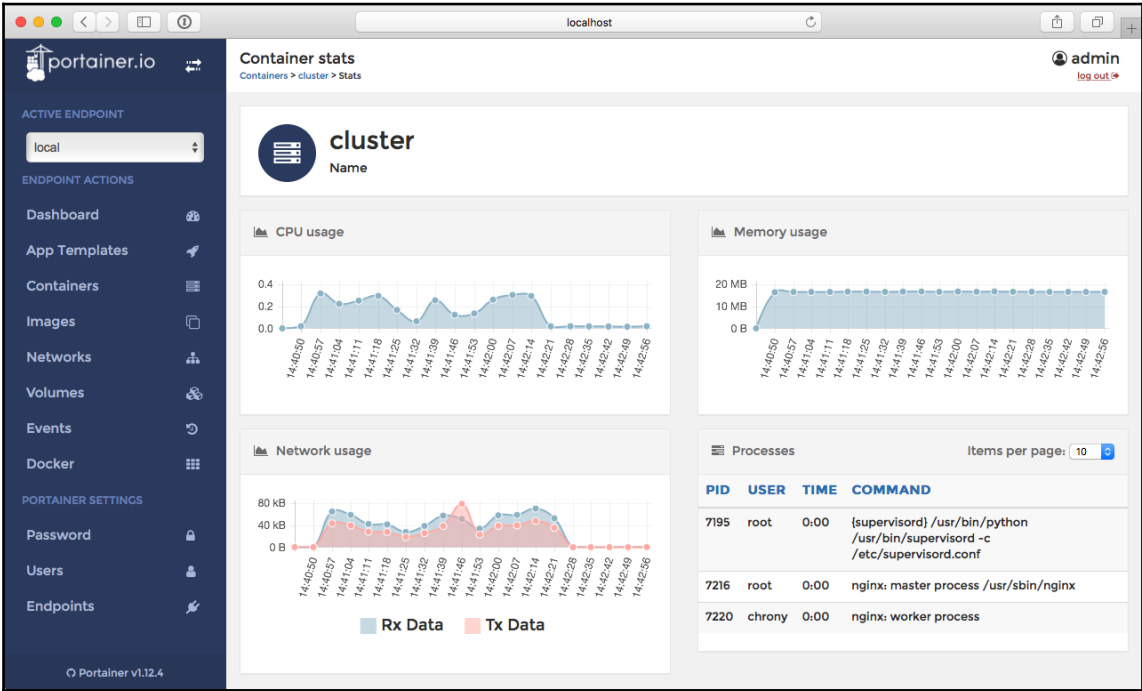 localhost
portainer.io
Container stats
Containers > cluster > Stats
admin
log out
ACTIVE ENDPOINT
local
ENDPOINT ACTIONS
Dashboard
App Templates
Containers
Images
Networks
Volumes
Events
Docker
PORTAINER SETTINGS
Password
Users
Endpoints
Portainer v1.12.4
cluster
Name
CPU usage
0.4
0.2
0.0
14:40:50
14:40:57
14:41:04
14:41:11
14:41:18
14:41:25
14:41:32
14:41:39
14:41:46
14:41:53
14:42:00
14:42:07
14:42:14
14:42:21
14:42:28
14:42:35
14:42:42
14:42:49
14:42:56
Memory usage
20 MB
10 MB
0 B
14:40:50
14:40:57
14:41:04
14:41:11
14:41:18
14:41:25
14:41:32
14:41:39
14:41:46
14:41:53
14:42:00
14:42:07
14:42:14
14:42:21
14:42:28
14:42:35
14:42:42
14:42:49
14:42:56
Network usage
80 kB
40 kB
0 B
14:40:50
14:40:57
14:41:04
14:41:11
14:41:18
14:41:25
14:41:32
14:41:39
14:41:46
14:41:53
14:42:00
14:42:07
14:42:14
14:42:21
14:42:28
14:42:35
14:42:42
14:42:49
14:42:56
Rx Data Tx Data
Processes
Items per page: 10
PID USER TIME COMMAND
7195 root 0:00 {supervisord} /usr/bin/python
/usr/bin/supervisord -c
/etc/supervisord.conf
7216 root 0:00 nginx: master process /usr/sbin/nginx
7220 chrony 0:00 nginx: worker process